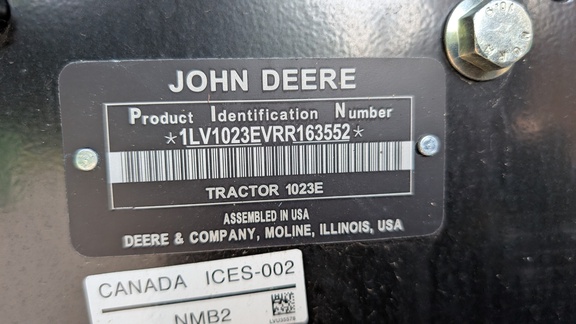 JOHN DEERE
Product Identification Number
*1LV1023EVRR163552*
TRACTOR 1023E
ASSEMBLED IN USA
DEERE & COMPANY, MOLINE, ILLINOIS, USA
CANADA ICES-002
NMB2